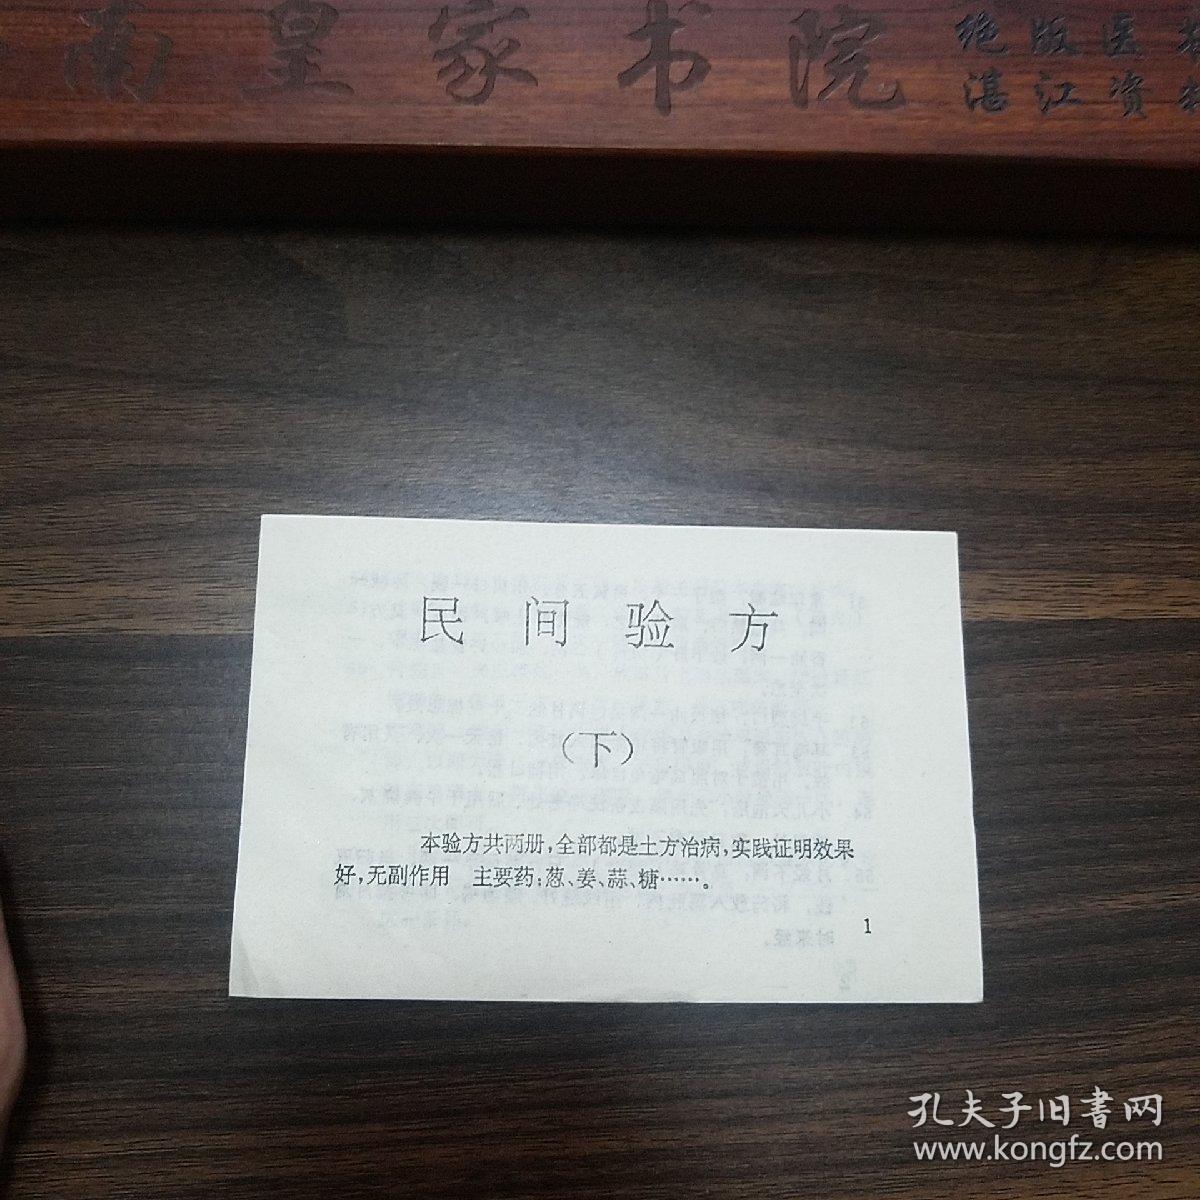 南皇家书院
绝版医
湛江资
民间验方
(下)
本验方共两册,全部都是土方治病,实践证明效果
好,无副作用 主要药:葱、姜、蒜、糖……。
1
孔夫子旧書网
www.kongfz.com